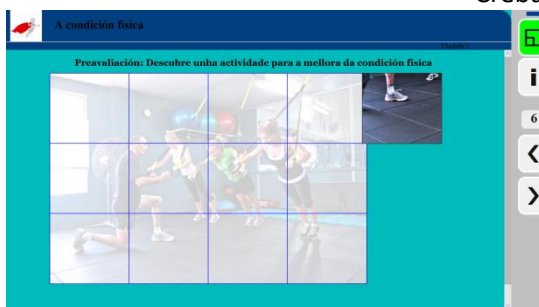 A condición física
Preavaliación: Descubre unha actividade para a mellora da condición física
i
6